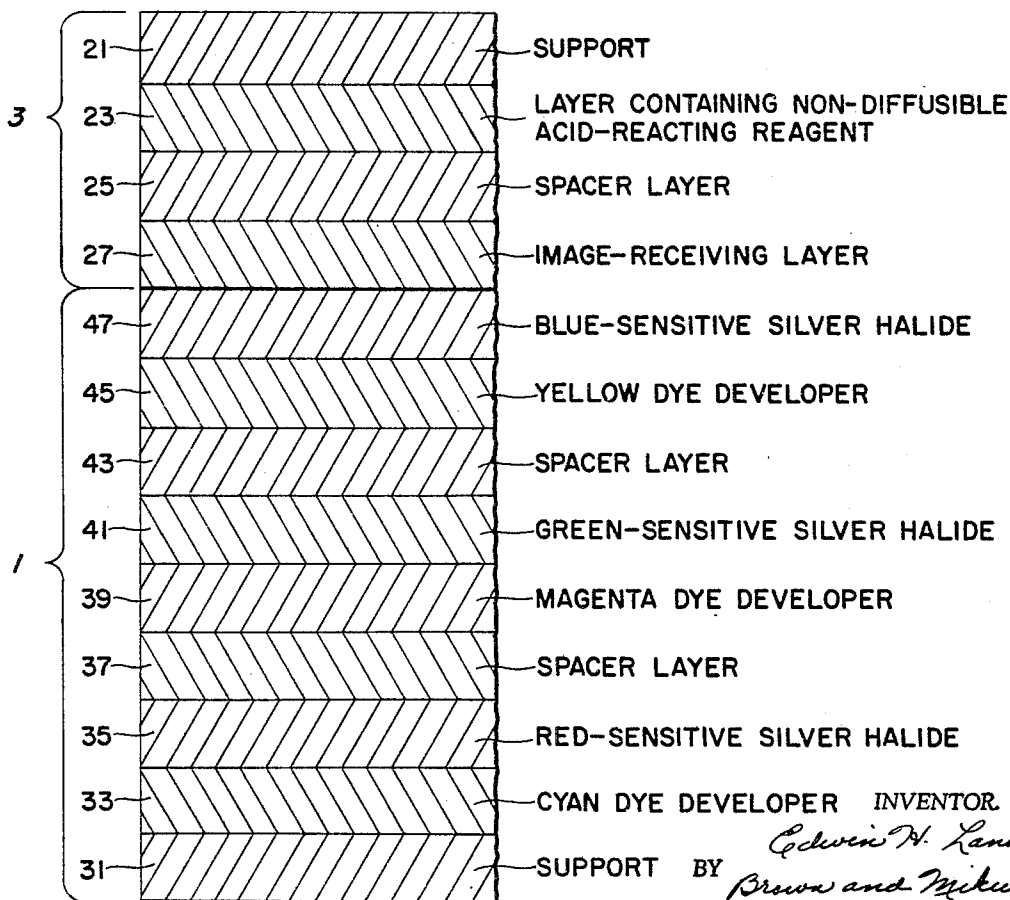 3
21 SUPPORT
23 LAYER CONTAINING NON-DIFFUSIBLE
ACID-REACTING REAGENT
25 SPACER LAYER
27 IMAGE-RECEIVING LAYER
47 BLUE-SENSITIVE SILVER HALIDE
45 YELLOW DYE DEVELOPER
43 SPACER LAYER
41 GREEN-SENSITIVE SILVER HALIDE
1
39 MAGENTA DYE DEVELOPER
37 SPACER LAYER
35 RED-SENSITIVE SILVER HALIDE
33 CYAN DYE DEVELOPER INVENTOR.
Edwin H.
31 SUPPORT BY
Brown and